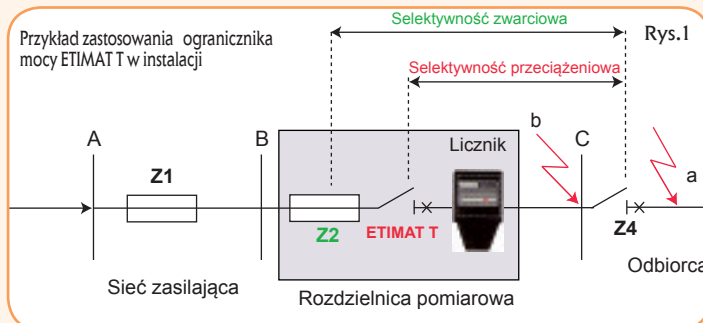 Przykład zastosowania ogranicznika
mocy ETIMAT T w instalacji
Selektywność zwarciowa
Rys.1
Selektywność przeciążeniowa
A
B
Licznik
b
C
a
Z1
Z2
ETIMAT T
Z4
Sieć zasilająca
Rozdzielnica pomiarowa
Odbiorca